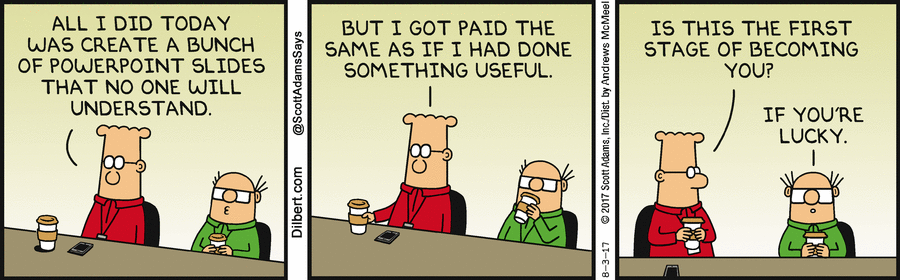 ALL I DID TODAY
WAS CREATE A BUNCH
OF POWERPOINT SLIDES
THAT NO ONE WILL
UNDERSTAND.
Dilbert.com @ScottAdamsSays
BUT I GOT PAID THE
SAME AS IF I HAD DONE
SOMETHING USEFUL.
8-3-17 © 2017 Scott Adams, Inc./Dist. by Andrews McMeel
IS THIS THE FIRST
STAGE OF BECOMING
YOU?
IF YOU'RE
LUCKY.